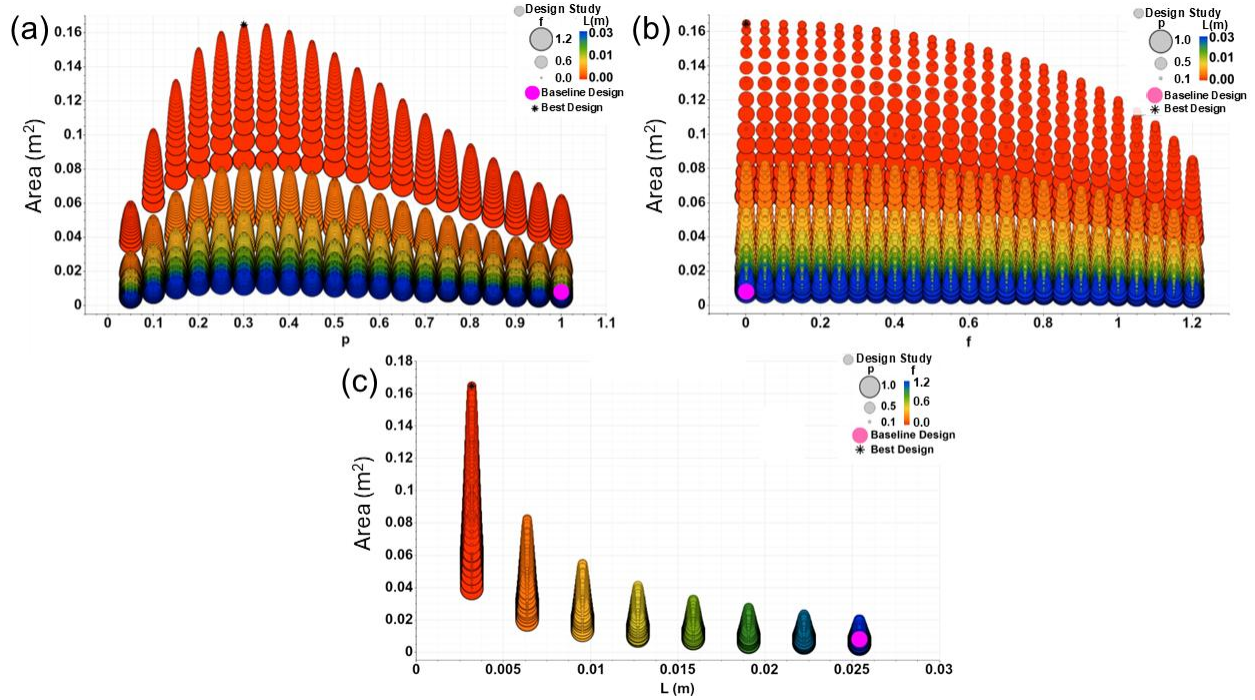 (a)
Area (m²)
0.16
0.14
0.12
0.1
0.08
0.06
0.04
0.02
0
0 0.1 0.2 0.3 0.4 0.5 0.6 0.7 0.8 0.9 1 1.1
p
Design Study
f L(m)
1.2 0.03
0.6 0.01
0.0 0.00
Baseline Design
Best Design
(b)
Area (m²)
0.16
0.14
0.12
0.1
0.08
0.06
0.04
0.02
0
0 0.2 0.4 0.6 0.8 1 1.2
f
Design Study
p L(m)
1.0 0.03
0.5 0.01
0.1 0.00
Baseline Design
Best Design
(c)
Area (m²)
0.18
0.16
0.14
0.12
0.1
0.08
0.06
0.04
0.02
0
0 0.005 0.01 0.015 0.02 0.025 0.03
L (m)
Design Study
p f
1.0 1.2
0.5 0.6
0.1 0.0
Baseline Design
Best Design